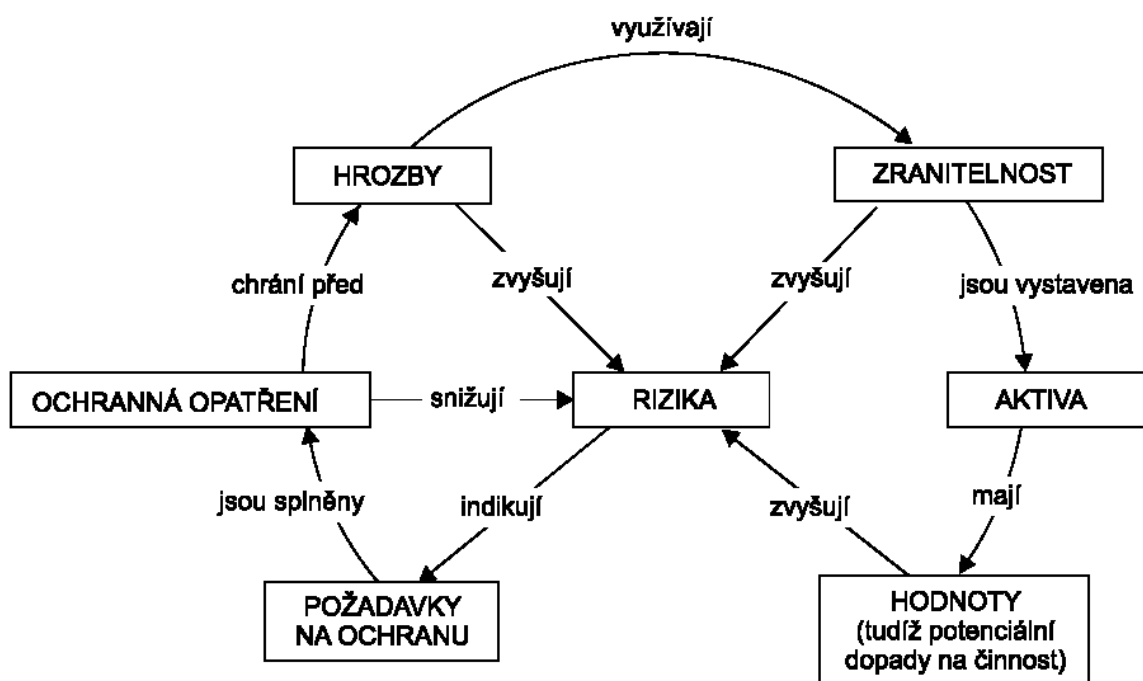 využívají
HROZBY
ZRANITELNOST
chrání před
zvyšují
zvyšují
jsou vystavena
OCHRANNÁ OPATŘENÍ
snižují
RIZIKA
AKTIVA
jsou splněny
indikují
zvyšují
mají
POŽADAVKY
NA OCHRANU
HODNOTY
(tudíž potenciální
dopady na činnost)